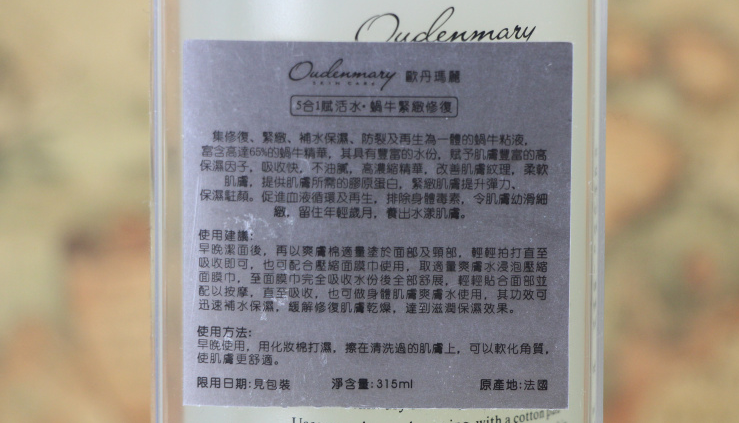 Oudenmary
Oudenmary 歐丹瑪麗
SKIN CARE
5合1賦活水·蝸牛緊緻修復
集修復、緊緻、補水保濕、防裂及再生為一體的蝸牛粘液,
富含高達65%的蝸牛精華,其具有豐富的水份,賦予肌膚豐富的高
保濕因子,吸收快,不油膩,高濃縮精華,改善肌膚紋理,柔軟
肌膚,提供肌膚所需的膠原蛋白,緊緻肌膚提升彈力、
保濕駐顏。促進血液循環及再生,排除身體毒素,令肌膚幼滑細
緻,留住年輕歲月,養出水漾肌膚。
使用建議:
早晚潔面後,再以爽膚棉適量塗於面部及頸部,輕輕拍打直至
吸收即可,也可配合壓縮面膜巾使用,取適量爽膚水浸泡壓縮
面膜巾,至面膜巾完全吸收水份後全部舒展,輕輕貼合面部並
配以按摩,直至吸收,也可做身體肌膚爽膚水使用,其功效可
迅速補水保濕,緩解修復肌膚乾燥,達到滋潤保濕效果。
使用方法:
早晚使用,用化妝棉打濕,擦在清洗過的肌膚上,可以軟化角質,
使肌膚更舒適。
限用日期:見包裝 淨含量:315ml 原產地:法國
with a cotton